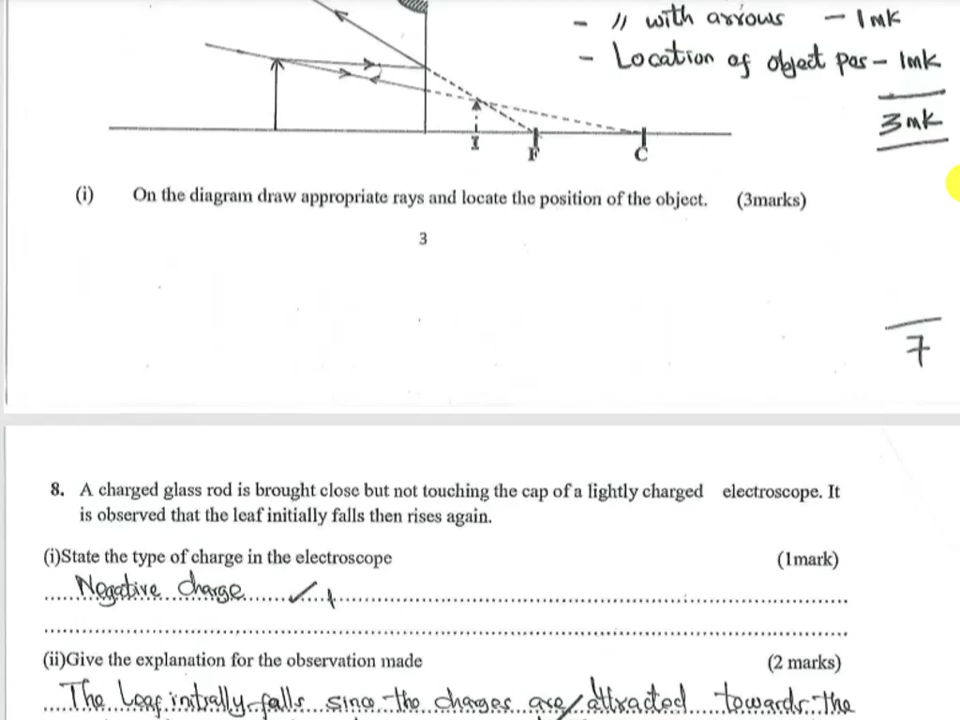 - // with arrows - 1mk
- Location of object pos - 1mk
3mk
I F C
(i) On the diagram draw appropriate rays and locate the position of the object. (3marks)
3
7
8. A charged glass rod is brought close but not touching the cap of a lightly charged electroscope. It
is observed that the leaf initially falls then rises again.
(i)State the type of charge in the electroscope (1mark)
Negative charge ✓1
(ii)Give the explanation for the observation made (2 marks)
The leaf initially falls since the charges are attracted towards the